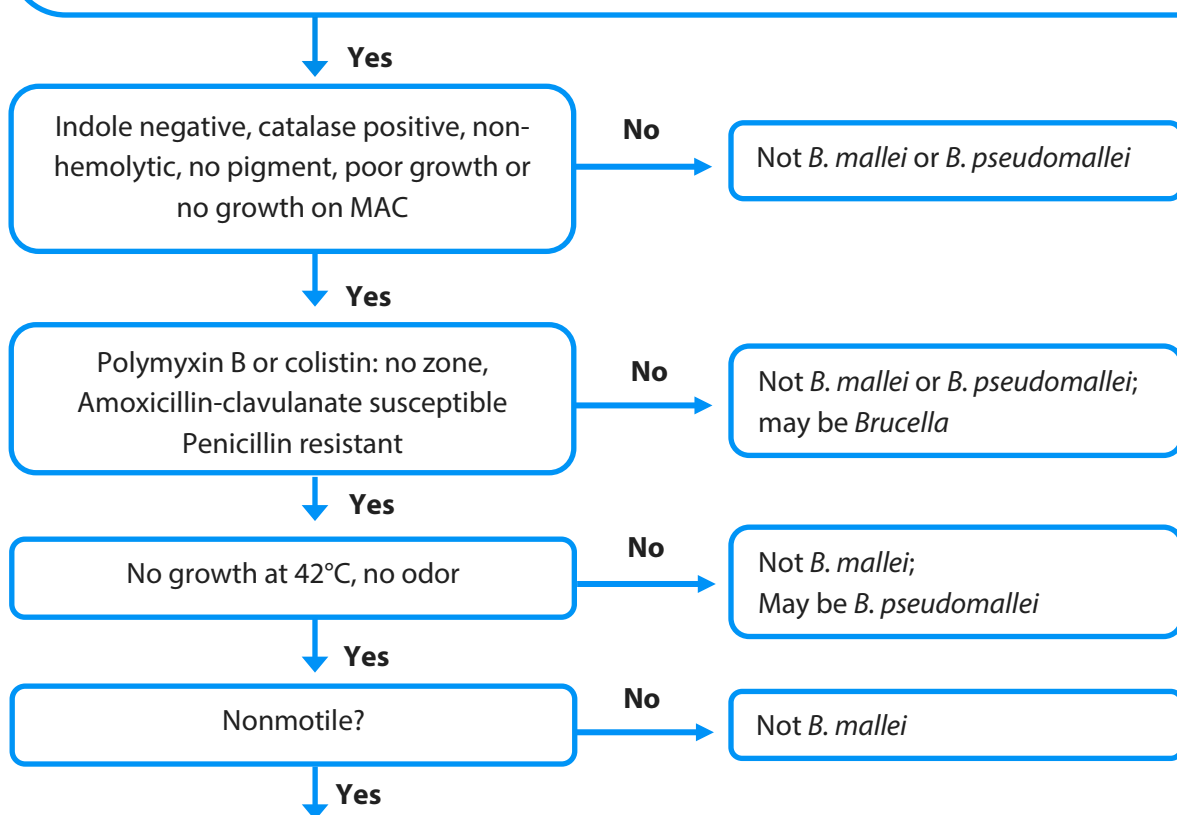 Yes
Indole negative, catalase positive, non-
hemolytic, no pigment, poor growth or
no growth on MAC
No
Not B. mallei or B. pseudomallei
Yes
Polymyxin B or colistin: no zone,
Amoxicillin-clavulanate susceptible
Penicillin resistant
No
Not B. mallei or B. pseudomallei;
may be Brucella
Yes
No growth at 42°C, no odor
No
Not B. mallei;
May be B. pseudomallei
Yes
Nonmotile?
No
Not B. mallei
Yes